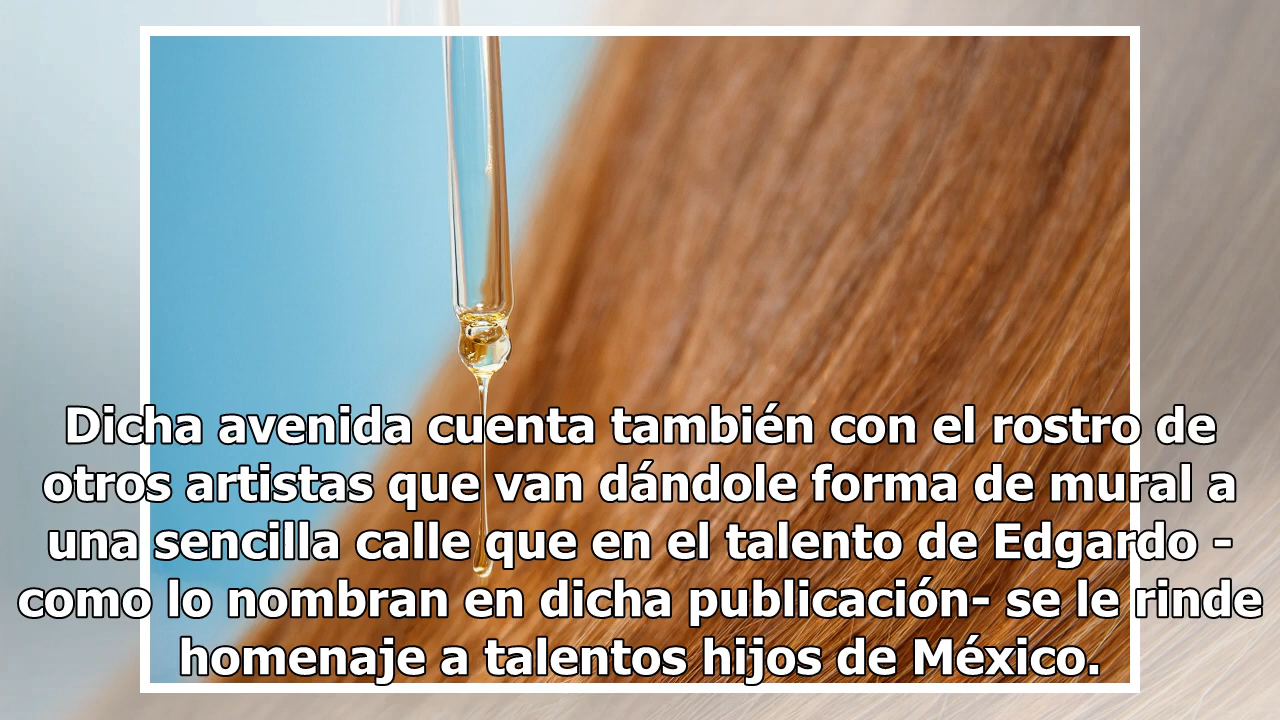 Dicha avenida cuenta también con el rostro de
otros artistas que van dándole forma de mural a
una sencilla calle que en el talento de Edgardo -
como lo nombran en dicha publicación- se le rinde
homenaje a talentos hijos de México.